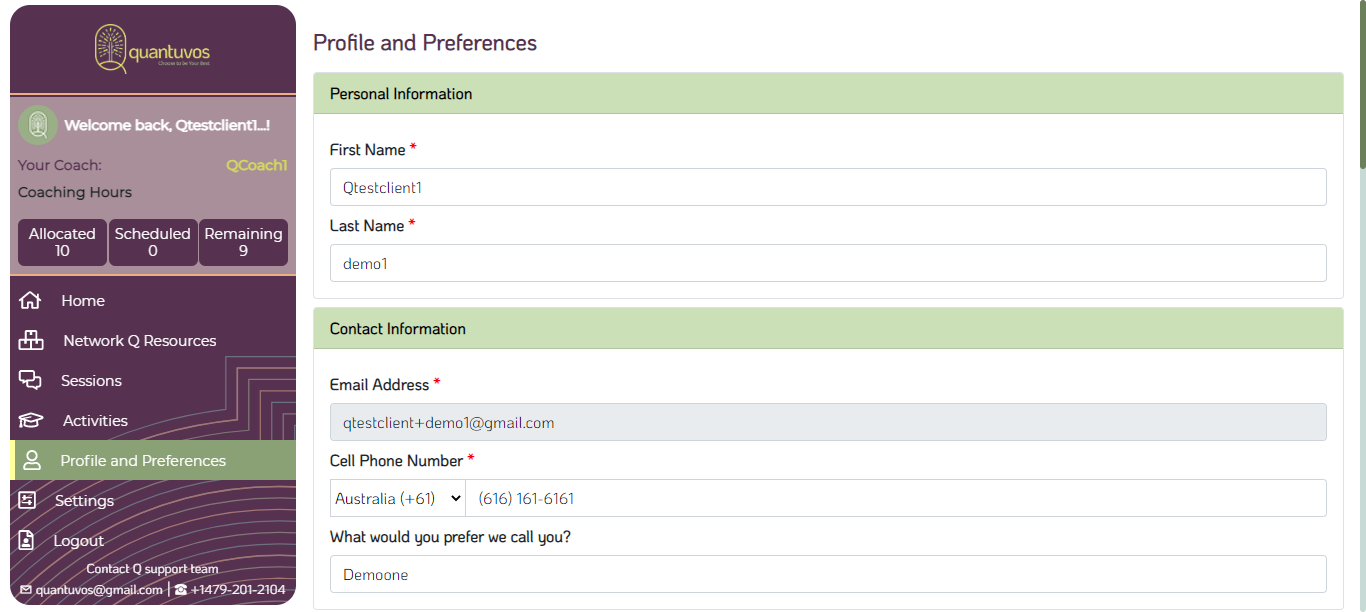 quantuvos
Choose to be Your Best
Welcome back, Qtestclient1...!
Your Coach: QCoach1
Coaching Hours
Allocated Scheduled Remaining
10 0 9
Home
Network Q Resources
Sessions
Activities
Profile and Preferences
Settings
Logout
Contact Q support team
quantuvos@gmail.com | +1479-201-2104
Profile and Preferences
Personal Information
First Name *
Qtestclient1
Last Name *
demo1
Contact Information
Email Address *
qtestclient+demo1@gmail.com
Cell Phone Number *
Australia (+61) (616) 161-6161
What would you prefer we call you?
Demoone